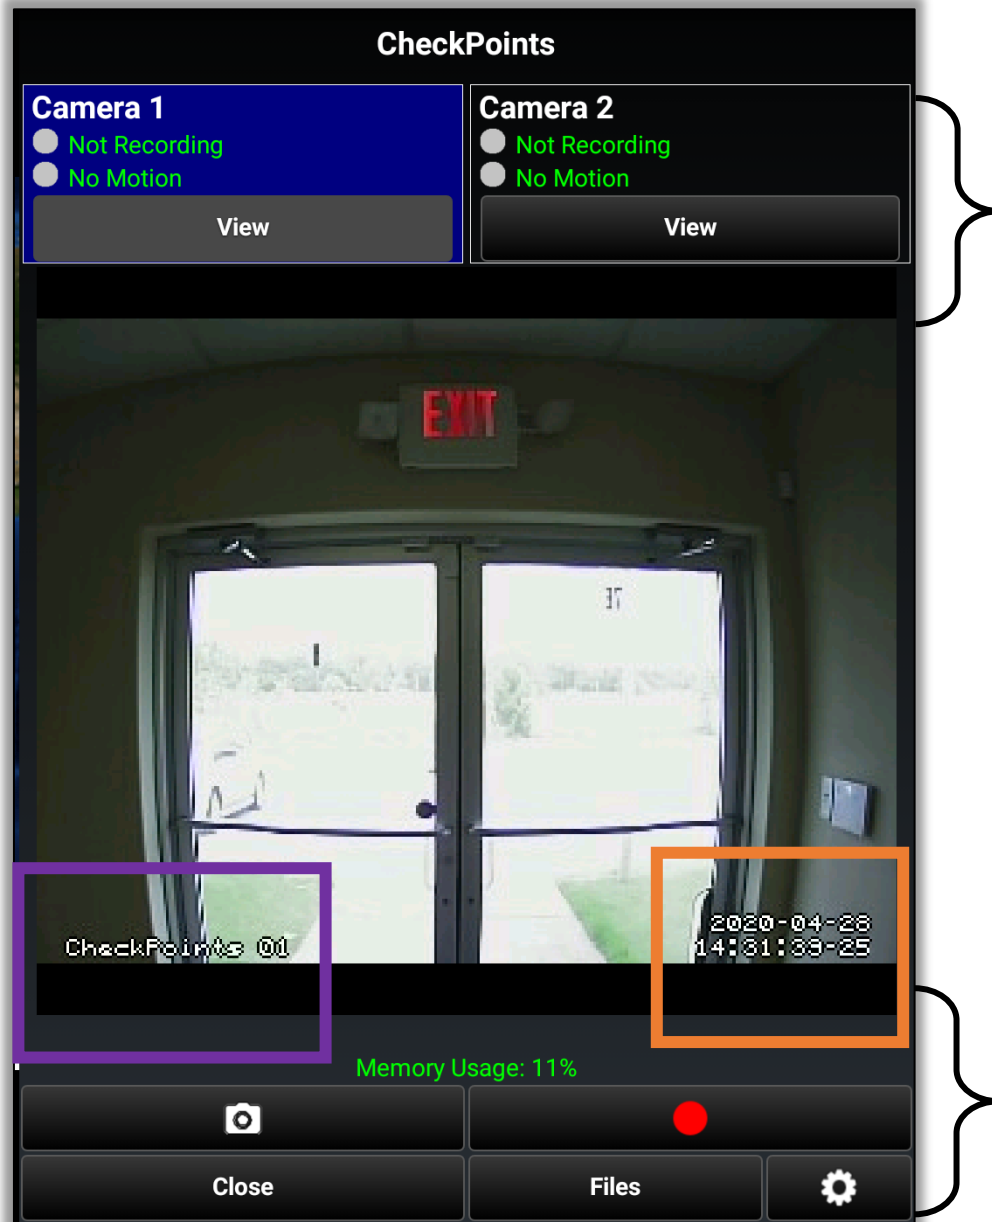 CheckPoints
Camera 1
Not Recording
No Motion
View
Camera 2
Not Recording
No Motion
View
EXIT
CheckPoints 01
2020-04-28
14:31:39-25
Memory Usage: 11%
Close
Files